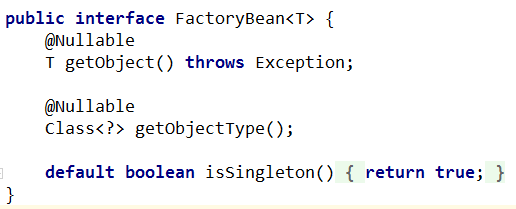 public interface FactoryBean<T> {
@Nullable
T getObject() throws Exception;
@Nullable
Class<?> getObjectType();
default boolean isSingleton() { return true; }
}